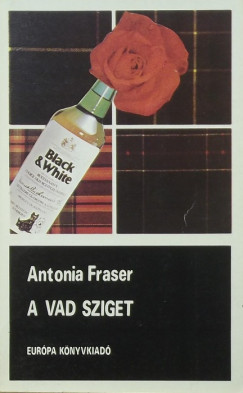 Black
& White
Antonia Fraser
A VAD SZIGET
EURÓPA KÖNYVKIADÓ